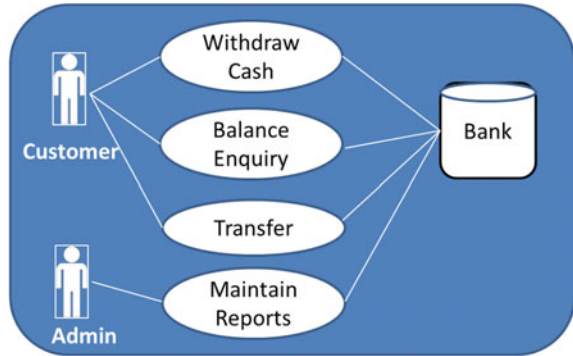 Withdraw
Cash
Balance
Enquiry
Customer
Bank
Transfer
Maintain
Reports
Admin